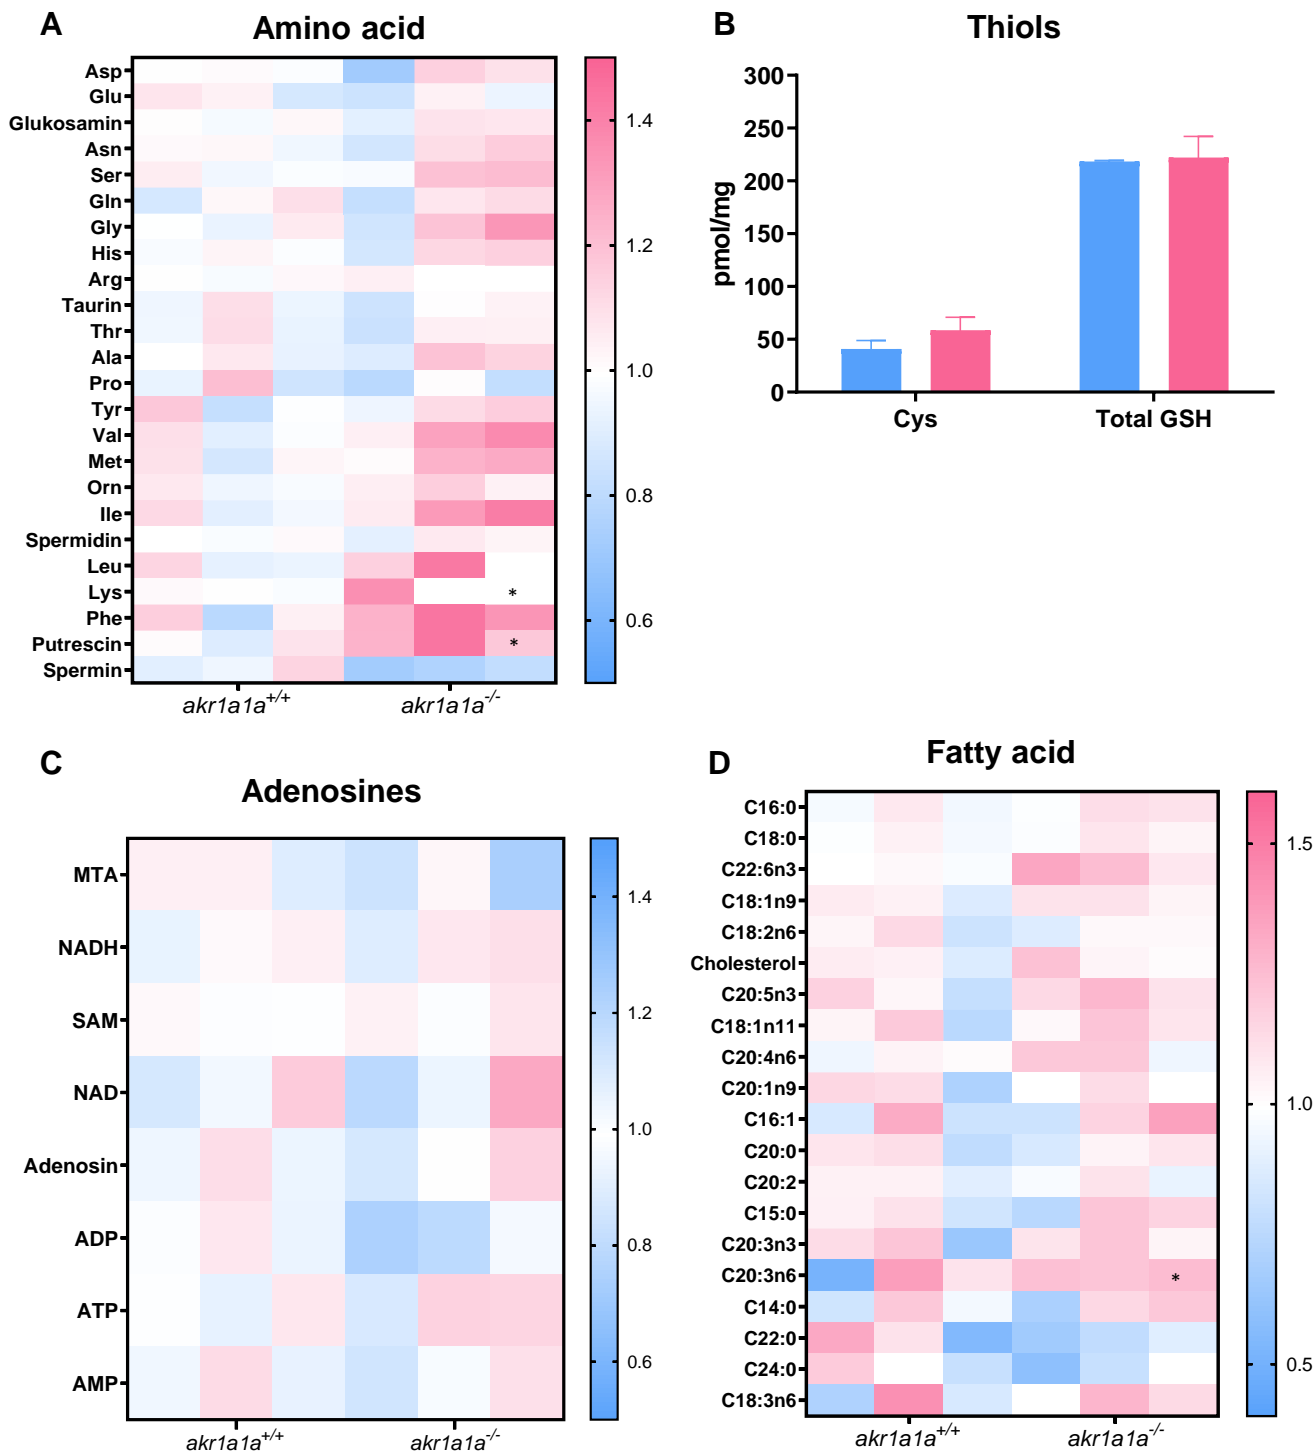 A
Amino acid
Asp
Glu
Glukosamin
Asn
Ser
Gln
Gly
His
Arg
Taurin
Thr
Ala
Pro
Tyr
Val
Met
Orn
Ile
Spermidin
Leu
Lys
Phe
Putrescin
Spermin
*
*
akr1a1a+/+
akr1a1a-/-
1.4
1.2
1.0
0.8
0.6
B
Thiols
pmol/mg
300
250
200
150
100
50
0
Cys
Total GSH
C
Adenosines
MTA
NADH
SAM
NAD
Adenosin
ADP
ATP
AMP
akr1a1a+/+
akr1a1a-/-
1.4
1.2
1.0
0.8
0.6
D
Fatty acid
C16:0
C18:0
C22:6n3
C18:1n9
C18:2n6
Cholesterol
C20:5n3
C18:1n11
C20:4n6
C20:1n9
C16:1
C20:0
C20:2
C15:0
C20:3n3
C20:3n6
C14:0
C22:0
C24:0
C18:3n6
*
akr1a1a+/+
akr1a1a-/-
1.5
1.0
0.5